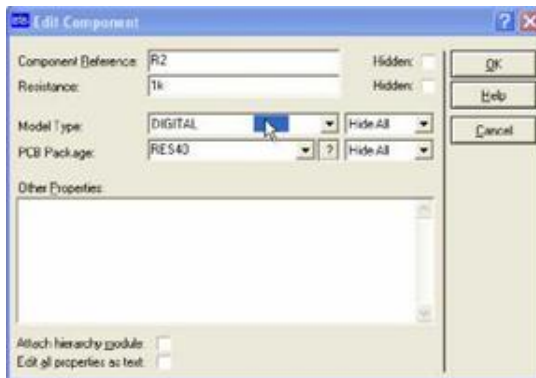 Edit Component
Component Reference: R2 Hidden: OK
Resistance: 1k Hidden: Help
Model Type: DIGITAL Hide All Cancel
PCB Package: RES40 ? Hide All
Other Properties:
Attach hierarchy module:
Edit all properties as text: